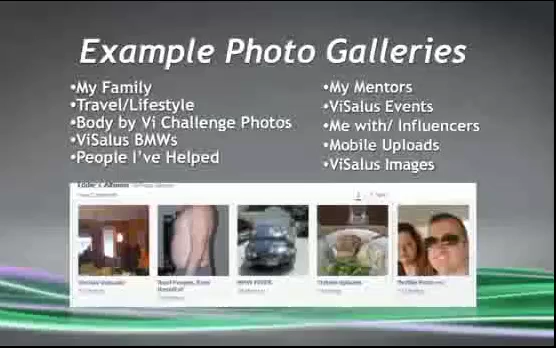 Example Photo Galleries
•My Family
•Travel/Lifestyle
•Body by Vi Challenge Photos
•ViSalus BMWs
•People I've Helped
•My Mentors
•ViSalus Events
•Me with/ Influencers
•Mobile Uploads
•ViSalus Images
Albums